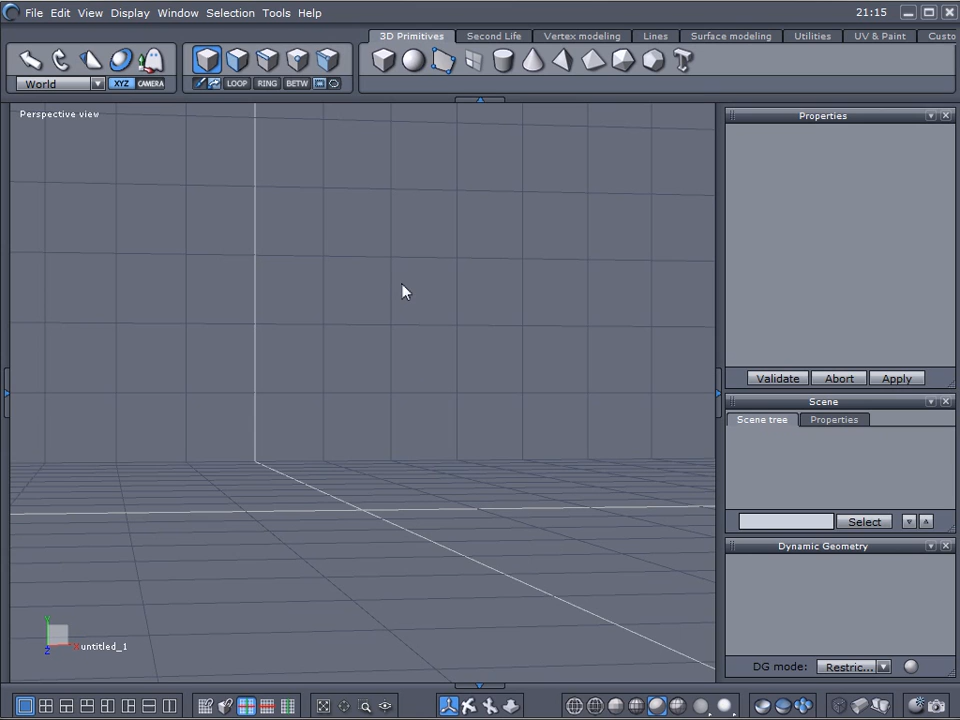 File Edit View Display Window Selection Tools Help 21:15
3D Primitives Second Life Vertex modeling Lines Surface modeling Utilities UV & Paint Custo
World XYZ CAMERA LOOP RING BETW
Perspective view
Properties
Validate Abort Apply
Scene
Scene tree Properties
Select
Dynamic Geometry
DG mode: Restric...
Y
X
Z
untitled_1